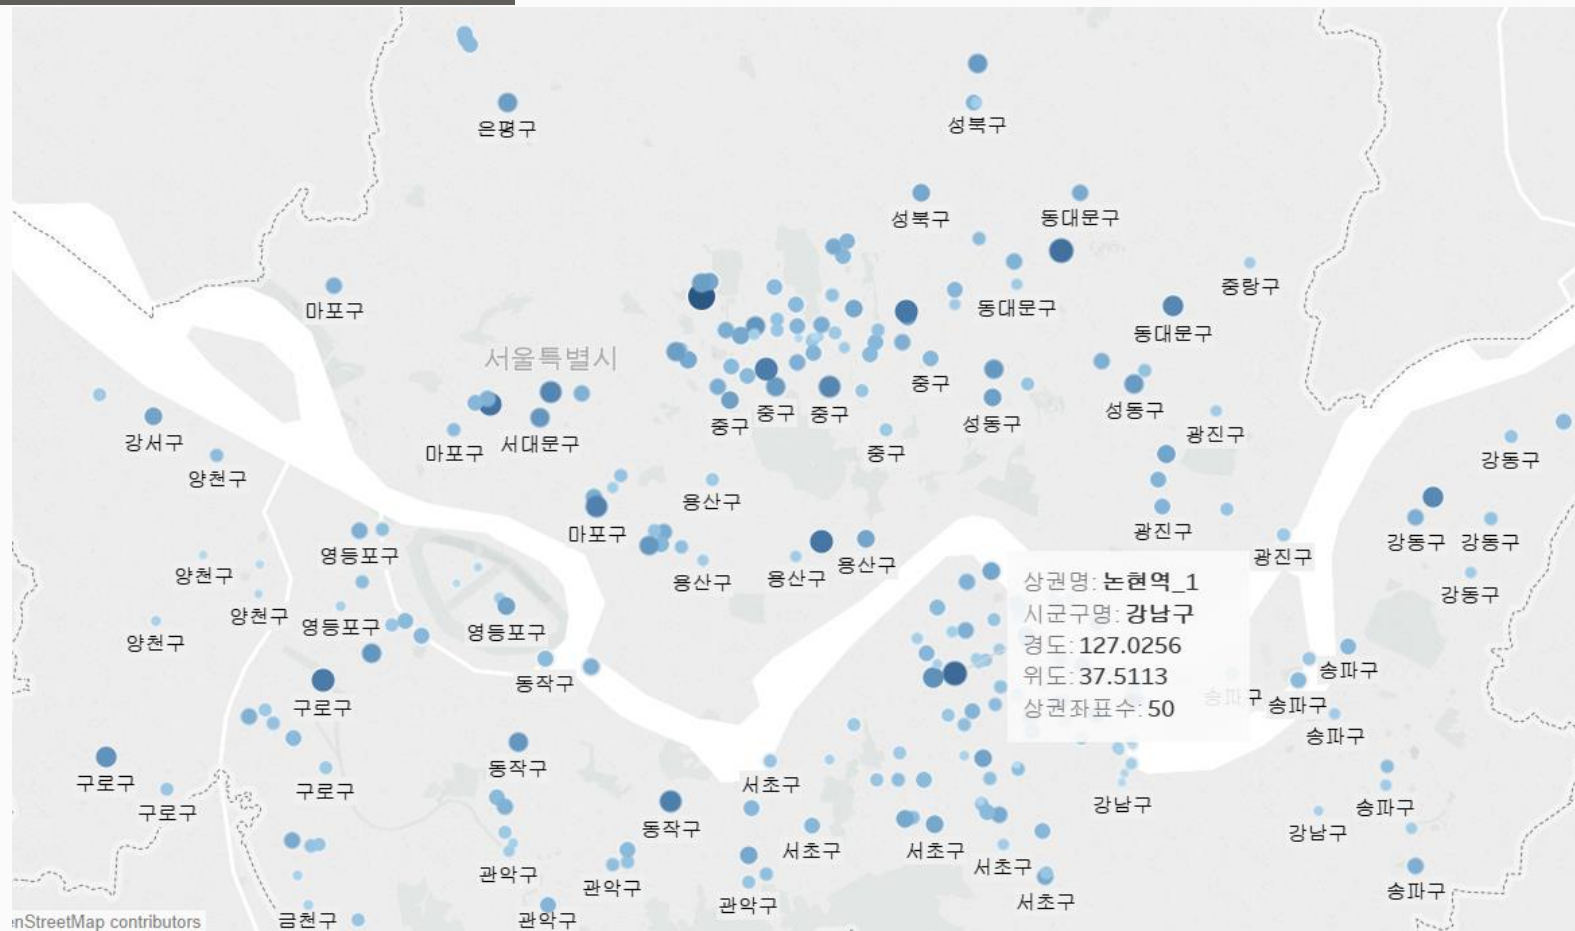 은평구
성북구
성북구
동대문구
중랑구
마포구
동대문구
동대문구
서울특별시
중구
성동구
성동구
중구
중구
중구
강서구
마포구
서대문구
중구
광진구
강동구
양천구
용산구
마포구
광진구
강동구
강동구
영등포구
용산구
용산구
용산구
광진구
양천구
강동구
양천구
영등포구
영등포구
양천구
상권명: 논현역_1
시군구명: 강남구
경도: 127.0256
위도: 37.5113
상권좌표수: 50
동작구
송파구
송파구
송파구
송파구
구로구
동작구
구로구
구로구
구로구
서초구
강남구
송파구
동작구
강남구
서초구
서초구
서초구
관악구
관악구
관악구
서초구
송파구
금천구
관악구
enStreetMap contributors